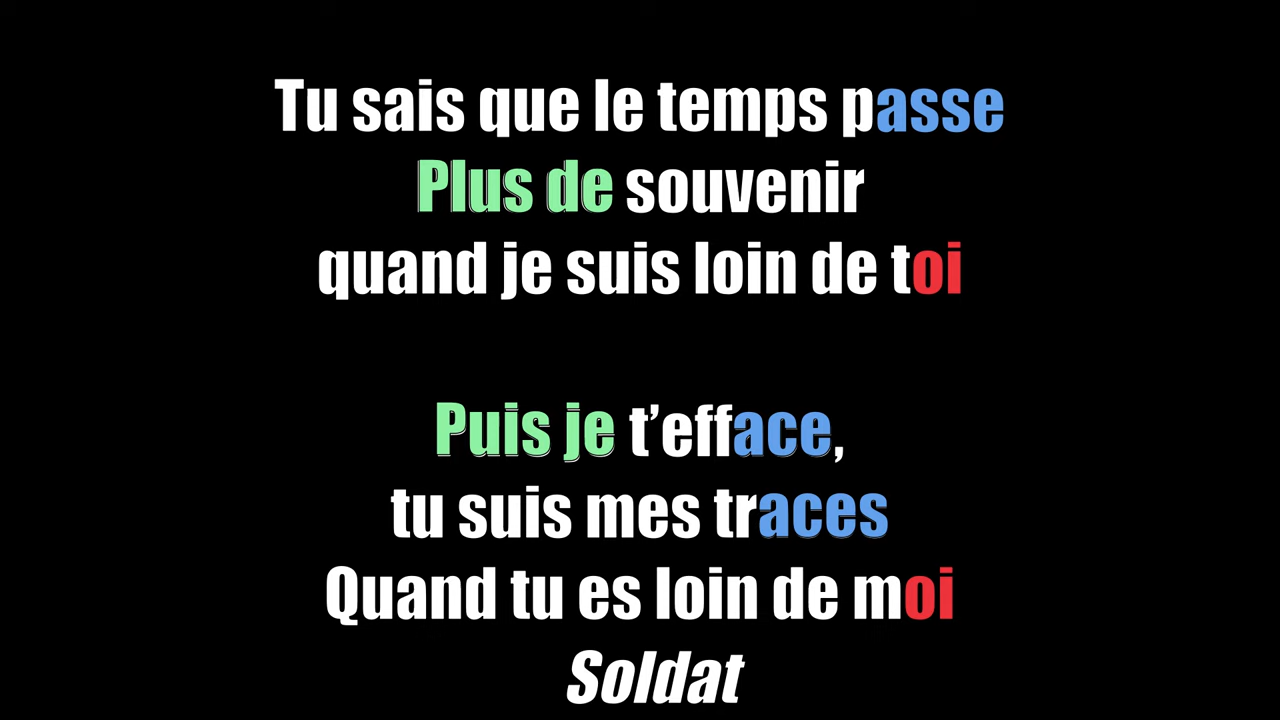 Tu sais que le temps passe
Plus de souvenir
quand je suis loin de toi
Puis je t’efface,
tu suis mes traces
Quand tu es loin de moi
Soldat